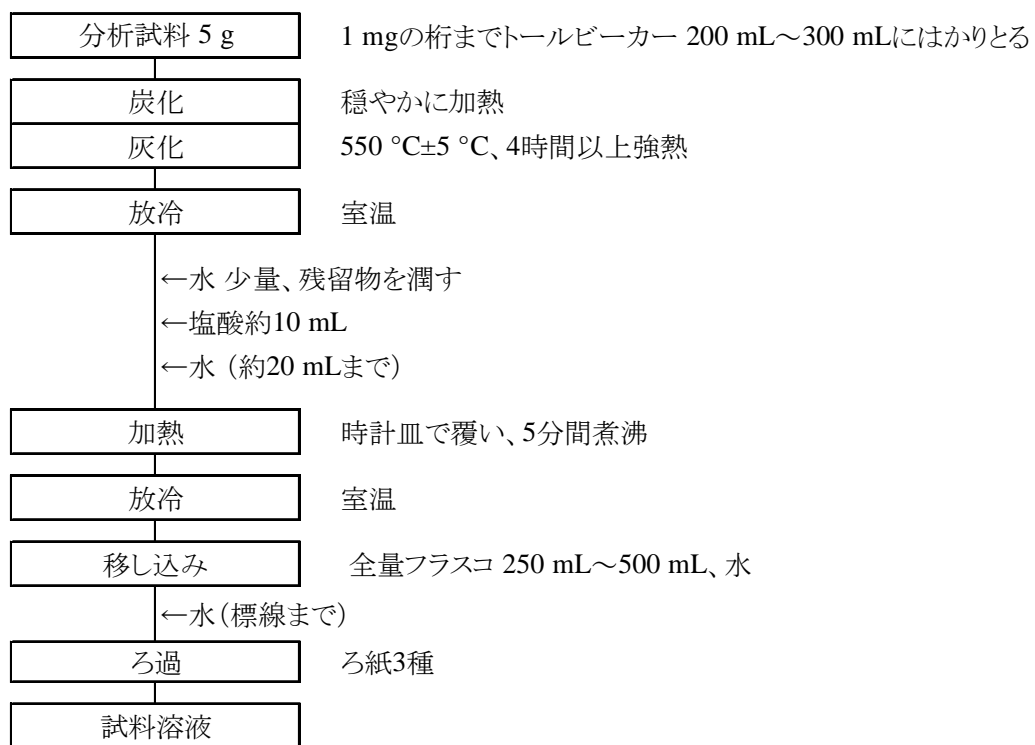 分析試料 5 g 1 mgの桁までトールビーカー 200 mL～300 mLにはかりとる
炭化 穏やかに加熱
灰化 550 °C±5 °C、4時間以上強熱
放冷 室温
←水 少量、残留物を潤す
←塩酸約10 mL
←水 （約20 mLまで）
加熱 時計皿で覆い、5分間煮沸
放冷 室温
移し込み 全量フラスコ 250 mL～500 mL、水
←水（標線まで）
ろ過 ろ紙3種
試料溶液